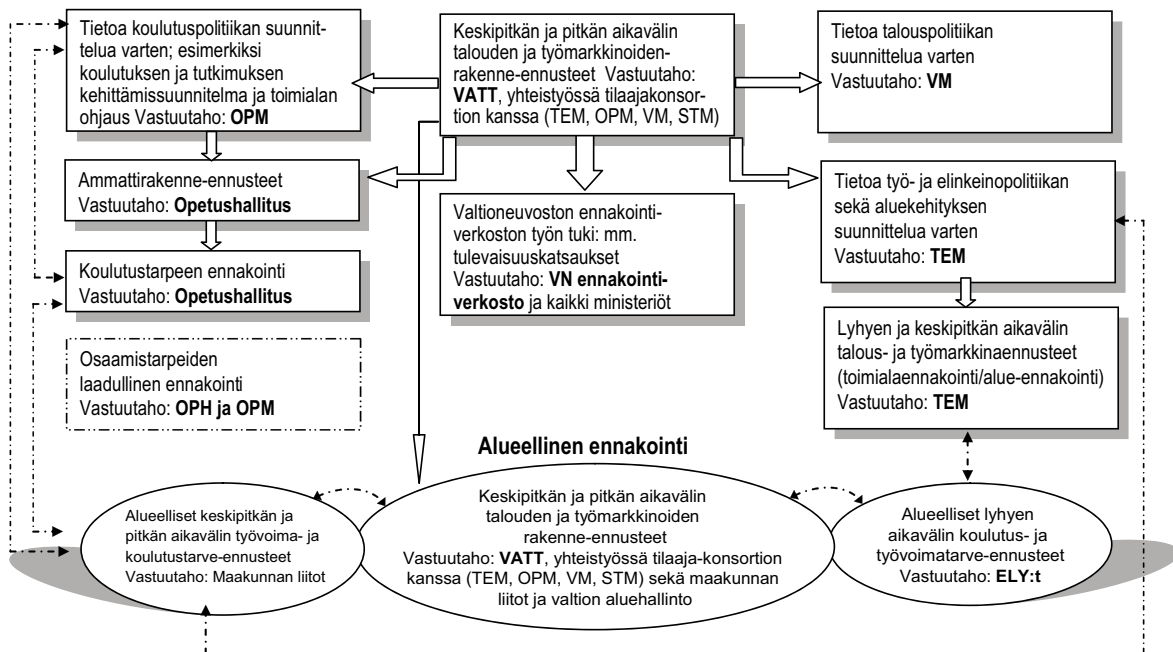 Tietoa koulutuspolitiikan suunnit-
telua varten; esimerkiksi
koulutuksen ja tutkimuksen
kehittämissuunnitelma ja toimialan
ohjaus Vastuutaho: OPM
Keskipitkän ja pitkän aikavälin
talouden ja työmarkkinoiden-
rakenne-ennusteet Vastuutaho:
VATT, yhteistyössä tilaajakonsor-
tion kanssa (TEM, OPM, VM, STM)
Tietoa talouspolitiikan
suunnittelua varten
Vastuutaho: VM
Ammattirakenne-ennusteet
Vastuutaho: Opetushallitus
Valtioneuvoston ennakointi-
verkoston työn tuki: mm.
tulevaisuuskatsaukset
Vastuutaho: VN ennakointi-
verkosto ja kaikki ministeriöt
Tietoa työ- ja elinkeinopolitiikan
sekä aluekehityksen
suunnittelua varten
Vastuutaho: TEM
Koulutustarpeen ennakointi
Vastuutaho: Opetushallitus
Lyhyen ja keskipitkän aikavälin
talous- ja työmarkkinaennusteet
(toimialaennakointi/alue-ennakointi)
Vastuutaho: TEM
Osaamistarpeiden
laadullinen ennakointi
Vastuutaho: OPH ja OPM
Alueellinen ennakointi
Alueelliset keskipitkän ja
pitkän aikavälin työvoima- ja
koulutustarve-ennusteet
Vastuutaho: Maakunnan liitot
Keskipitkän ja pitkän aikavälin
talouden ja työmarkkinoiden
rakenne-ennusteet
Vastuutaho: VATT, yhteistyössä tilaaja-konsortion
kanssa (TEM, OPM, VM, STM) sekä maakunnan
liitot ja valtion aluehallinto
Alueelliset lyhyen
aikavälin koulutus- ja
työvoimatarve-ennusteet
Vastuutaho: ELY:t